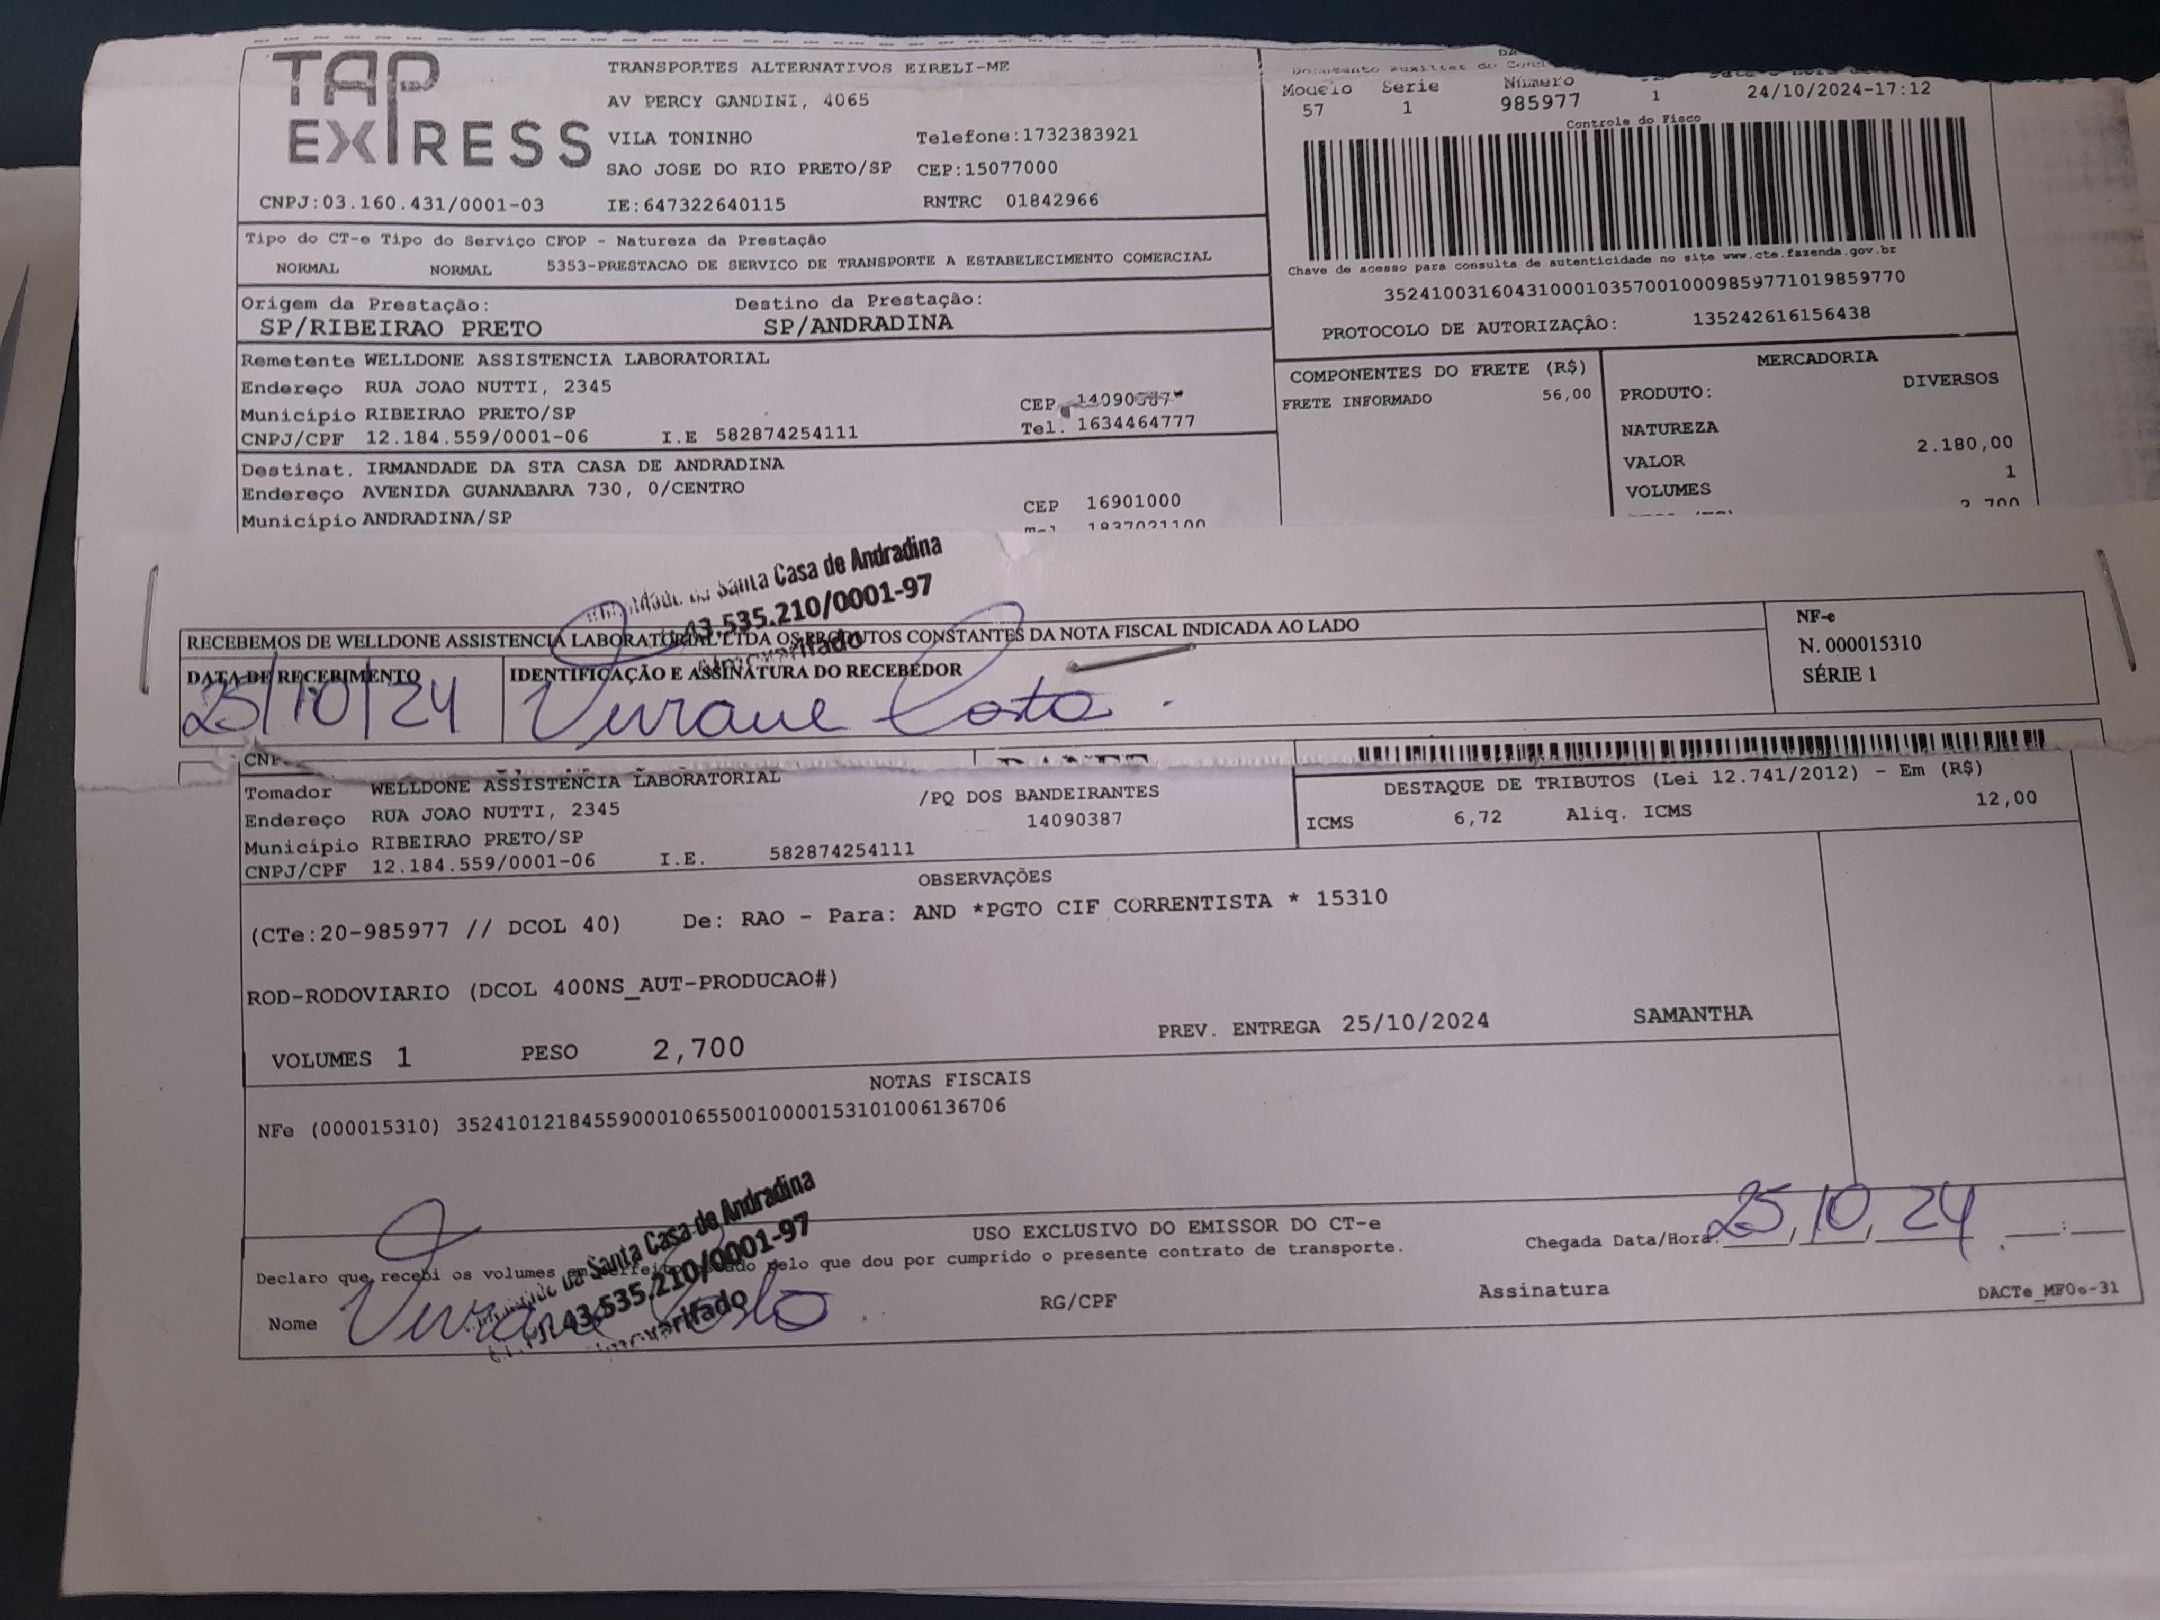 TAP EXPRESS
TRANSPORTES ALTERNATIVOS EIRELI-ME
AV PERCY GANDINI, 4065
VILA TONINHO Telefone:1732383921
SAO JOSE DO RIO PRETO/SP CEP:15077000
CNPJ:03.160.431/0001-03 IE:647322640115 RNTRC 01842966
Modelo Serie Número
57 1 985977 1 24/10/2024-17:12
Controle do Fisco
Chave de acesso para consulta de autenticidade no site www.cte.fazenda.gov.br
35241003160431000103570010009859771019859770
PROTOCOLO DE AUTORIZAÇÃO: 135242616156438
Tipo do CT-e Tipo do Serviço CFOP - Natureza da Prestação
NORMAL NORMAL 5353-PRESTACAO DE SERVICO DE TRANSPORTE A ESTABELECIMENTO COMERCIAL
Origem da Prestação: Destino da Prestação:
SP/RIBEIRAO PRETO SP/ANDRADINA
Remetente WELLDONE ASSISTENCIA LABORATORIAL
Endereço RUA JOAO NUTTI, 2345
Município RIBEIRAO PRETO/SP CEP
CNPJ/CPF 12.184.559/0001-06 I.E 582874254111 Tel. 1634464777
Destinat. IRMANDADE DA STA CASA DE ANDRADINA
Endereço AVENIDA GUANABARA 730, 0/CENTRO
Município ANDRADINA/SP CEP 16901000
1837021100
COMPONENTES DO FRETE (R$)
FRETE INFORMADO 56,00
MERCADORIA
PRODUTO: DIVERSOS
NATUREZA
VALOR 2.180,00
VOLUMES 1
2,700
Santa Casa de Andradina
43.535.210/0001-97
RECEBEMOS DE WELLDONE ASSISTENCIA LABORATORIAL LTDA OS PRODUTOS CONSTANTES DA NOTA FISCAL INDICADA AO LADO
DATA DE RECEBIMENTO IDENTIFICAÇÃO E ASSINATURA DO RECEBEDOR
25/10/24 Viviane Costa
NF-e
N. 000015310
SÉRIE 1
Tomador WELLDONE ASSISTENCIA LABORATORIAL
Endereço RUA JOAO NUTTI, 2345 /PQ DOS BANDEIRANTES
Município RIBEIRAO PRETO/SP 14090387
CNPJ/CPF 12.184.559/0001-06 I.E. 582874254111
DESTAQUE DE TRIBUTOS (Lei 12.741/2012) - Em (R$)
ICMS 6,72 Aliq. ICMS 12,00
OBSERVAÇÕES
(CTe:20-985977 // DCOL 40) De: RAO - Para: AND *PGTO CIF CORRENTISTA * 15310
ROD-RODOVIARIO (DCOL 400NS_AUT-PRODUCAO#)
VOLUMES 1 PESO 2,700 PREV. ENTREGA 25/10/2024 SAMANTHA
NOTAS FISCAIS
NFe (000015310) 35241012184559000106550010000153101006136706
USO EXCLUSIVO DO EMISSOR DO CT-e
Declaro que recebi os volumes em perfeito estado pelo que dou por cumprido o presente contrato de transporte.
Chegada Data/Hora: 25/10/24
Nome Viviane Costa RG/CPF Assinatura
da Santa Casa de Andradina
43.535.210/0001-97
DACTe_MF0e-31